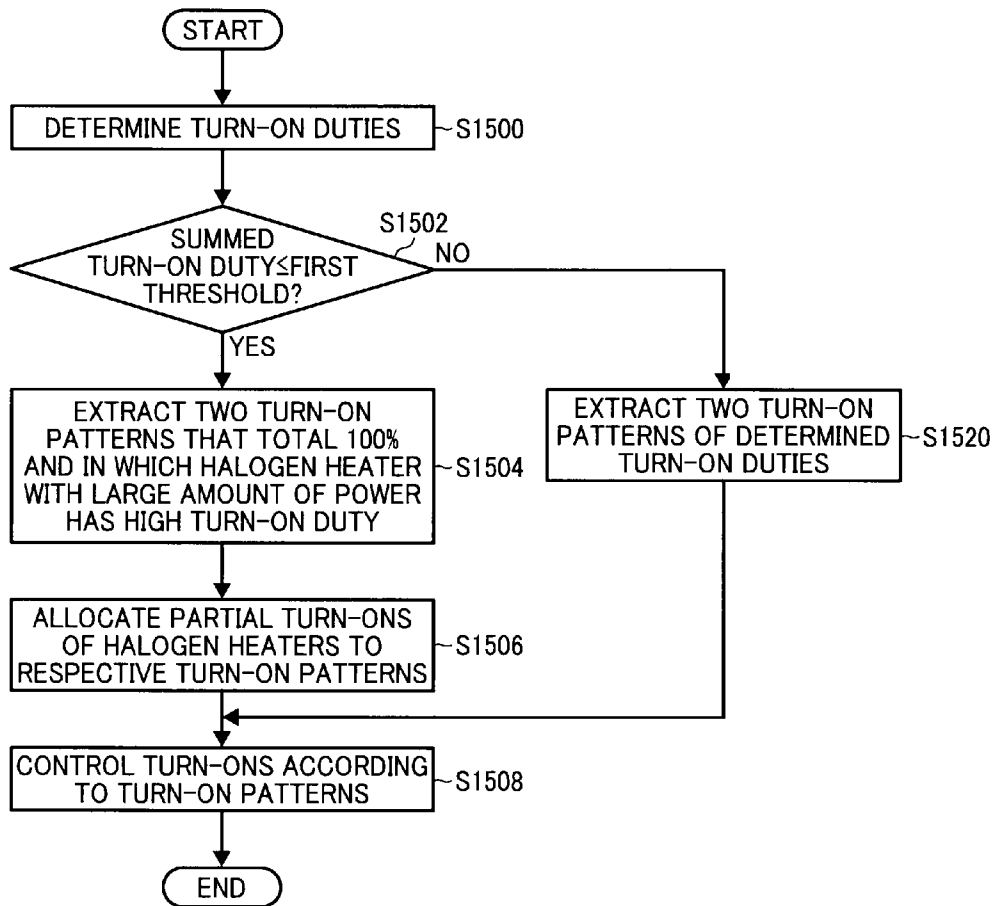 START
DETERMINE TURN-ON DUTIES
S1500
S1502
SUMMED
TURN-ON DUTY≦FIRST
THRESHOLD?
NO
YES
EXTRACT TWO TURN-ON
PATTERNS THAT TOTAL 100%
AND IN WHICH HALOGEN HEATER
WITH LARGE AMOUNT OF POWER
HAS HIGH TURN-ON DUTY
S1504
EXTRACT TWO TURN-ON
PATTERNS OF DETERMINED
TURN-ON DUTIES
S1520
ALLOCATE PARTIAL TURN-ONS
OF HALOGEN HEATERS TO
RESPECTIVE TURN-ON PATTERNS
S1506
CONTROL TURN-ONS ACCORDING
TO TURN-ON PATTERNS
S1508
END